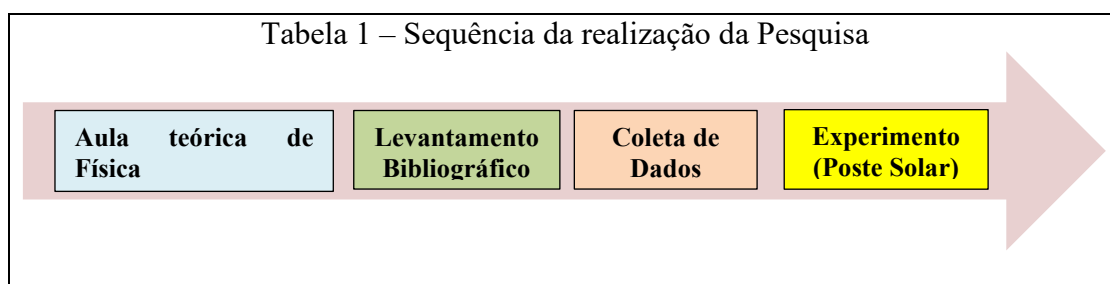 Tabela 1 – Sequência da realização da Pesquisa
Aula teórica de
Física
Levantamento
Bibliográfico
Coleta de
Dados
Experimento
(Poste Solar)